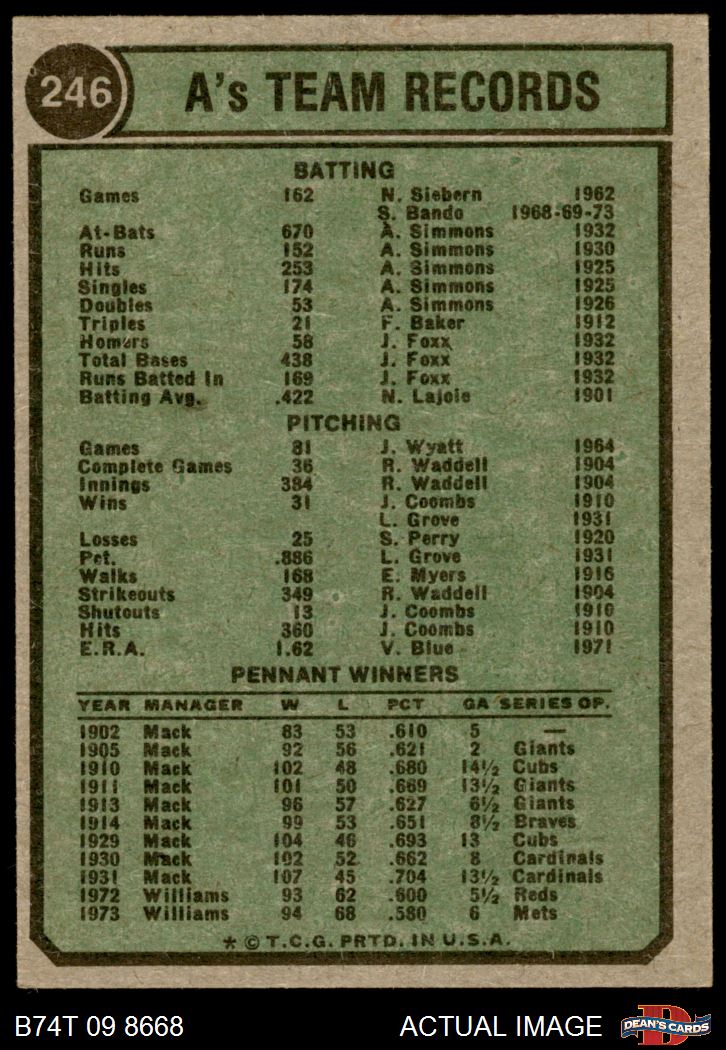 246
A's TEAM RECORDS
BATTING
Games 162 N. Siebern 1962
S. Bando 1968-69-73
At-Bats 670 A. Simmons 1932
Runs 152 A. Simmons 1930
Hits 253 A. Simmons 1925
Singles 174 A. Simmons 1925
Doubles 53 A. Simmons 1926
Triples 21 F. Baker 1912
Homers 58 J. Foxx 1932
Total Bases 438 J. Foxx 1932
Runs Batted In 169 J. Foxx 1932
Batting Avg. .422 N. Lajoie 1901
PITCHING
Games 81 J. Wyatt 1964
Complete Games 36 R. Waddell 1904
Innings 384 R. Waddell 1904
Wins 31 J. Coombs 1910
L. Grove 1931
Losses 25 S. Perry 1920
Pct. .886 L. Grove 1931
Walks 168 E. Myers 1916
Strikeouts 349 R. Waddell 1904
Shutouts 13 J. Coombs 1910
Hits 360 J. Coombs 1910
E.R.A. 1.62 V. Blue 1971
PENNANT WINNERS
YEAR MANAGER W L PCT GA SERIES OP.
1902 Mack 83 53 .610 5 —
1905 Mack 92 56 .621 2 Giants
1910 Mack 102 48 .680 14½ Cubs
1911 Mack 101 50 .669 13½ Giants
1913 Mack 96 57 .627 6½ Giants
1914 Mack 99 53 .651 8½ Braves
1929 Mack 104 46 .693 13 Cubs
1930 Mack 102 52 .662 8 Cardinals
1931 Mack 107 45 .704 13½ Cardinals
1972 Williams 93 62 .600 5½ Reds
1973 Williams 94 68 .580 6 Mets
* © T.C.G. PRTD. IN U.S.A.
B74T 09 8668 ACTUAL IMAGE
D
DEAN'S CARDS